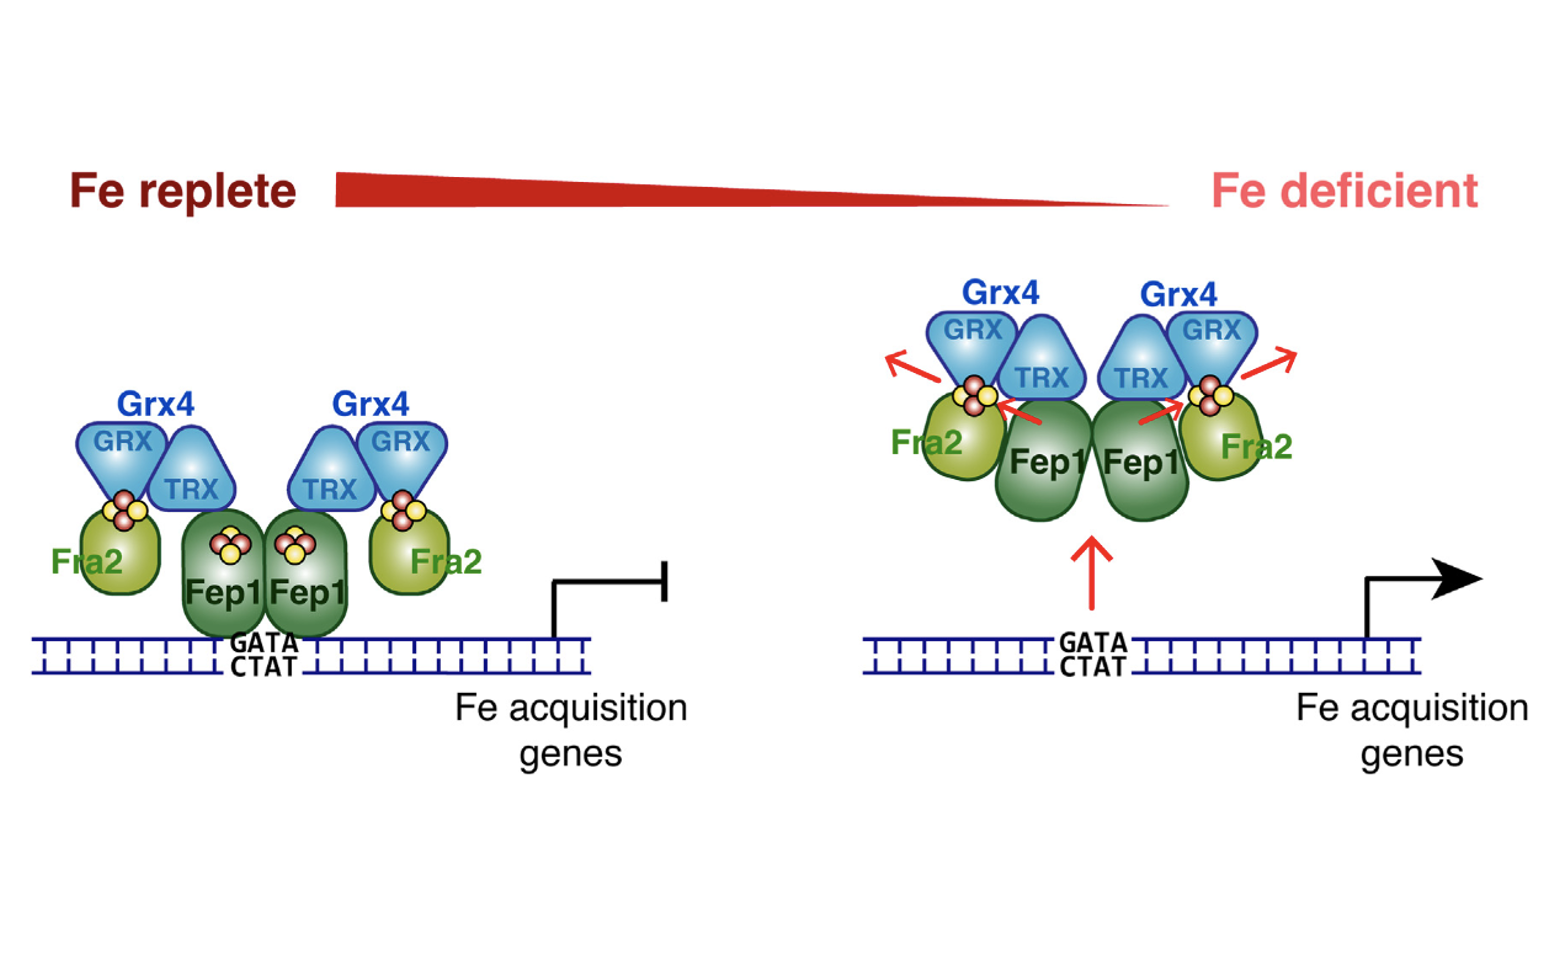 Fe replete
Fe deficient
Grx4
Grx4
GRX
TRX
TRX
GRX
Fra2
Fep1
Fep1
Fra2
GATA
CTAT
Fe acquisition
genes
Grx4
Grx4
GRX
TRX
TRX
GRX
Fra2
Fep1
Fep1
Fra2
GATA
CTAT
Fe acquisition
genes